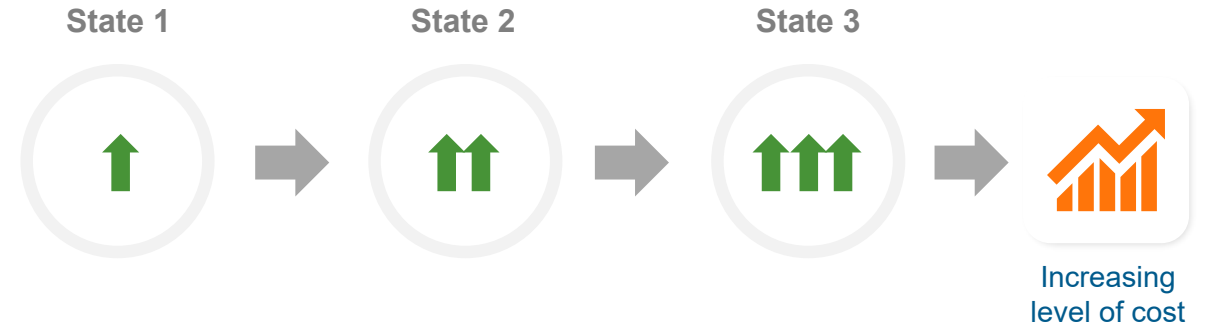 State 1
State 2
State 3
Increasing
level of cost